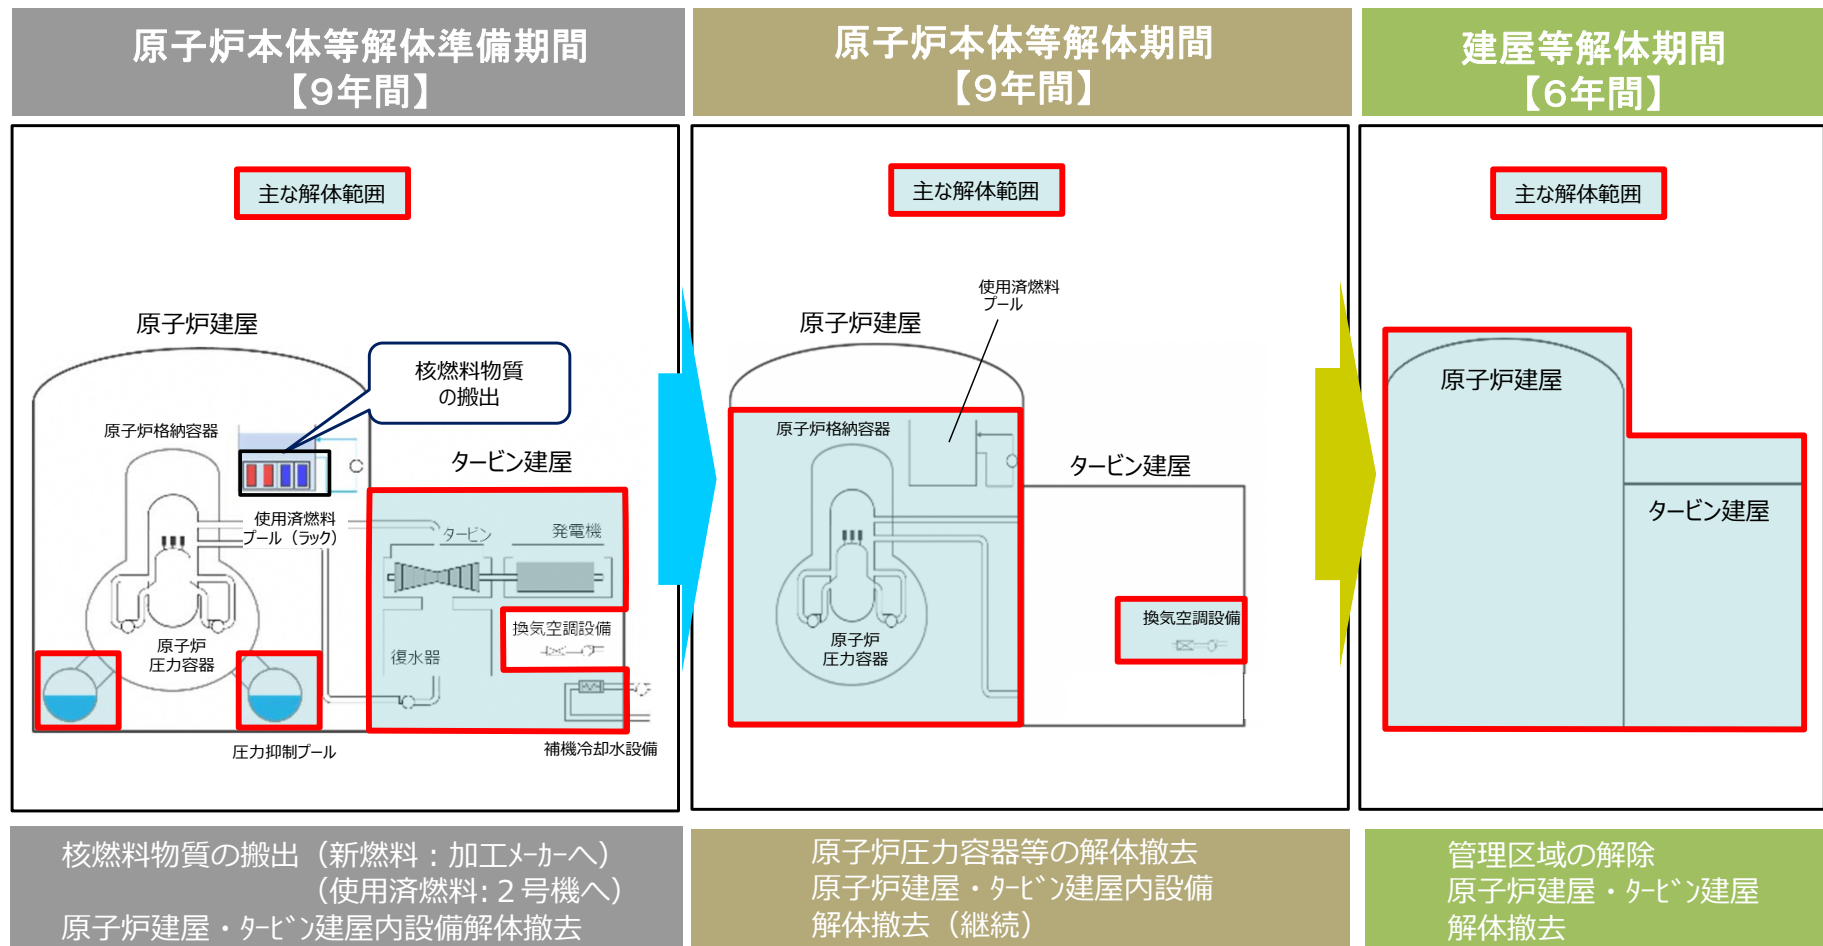 原子炉本体等解体準備期間
【9年間】
原子炉本体等解体期間
【9年間】
建屋等解体期間
【6年間】
主な解体範囲
原子炉建屋
核燃料物質
の搬出
原子炉格納容器
タービン建屋
使用済燃料
プール（ラック）
タービン
発電機
換気空調設備
復水器
原子炉
圧力容器
圧力抑制プール
補機冷却水設備
主な解体範囲
使用済燃料
プール
原子炉建屋
原子炉格納容器
タービン建屋
換気空調設備
原子炉
圧力容器
主な解体範囲
原子炉建屋
タービン建屋
核燃料物質の搬出（新燃料：加工ﾒｰｶｰへ）
（使用済燃料:２号機へ）
原子炉建屋・ﾀｰﾋﾞﾝ建屋内設備解体撤去
原子炉圧力容器等の解体撤去
原子炉建屋・ﾀｰﾋﾞﾝ建屋内設備
解体撤去（継続）
管理区域の解除
原子炉建屋・ﾀｰﾋﾞﾝ建屋
解体撤去